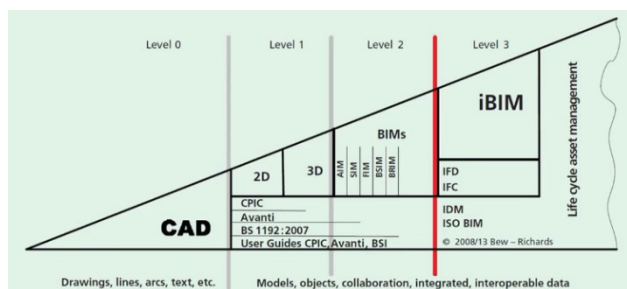 Level 0
Level 1
Level 2
Level 3
iBIM
BIMs
2D
3D
AIM
SIM
FIM
BSIM
BRIM
IFD
IFC
CAD
CPIC
Avanti
BS 1192:2007
User Guides CPIC, Avanti, BSI
IDM
ISO BIM
© 2008/13 Bew – Richards
Life cycle asset management
Drawings, lines, arcs, text, etc.
Models, objects, collaboration, integrated, interoperable data